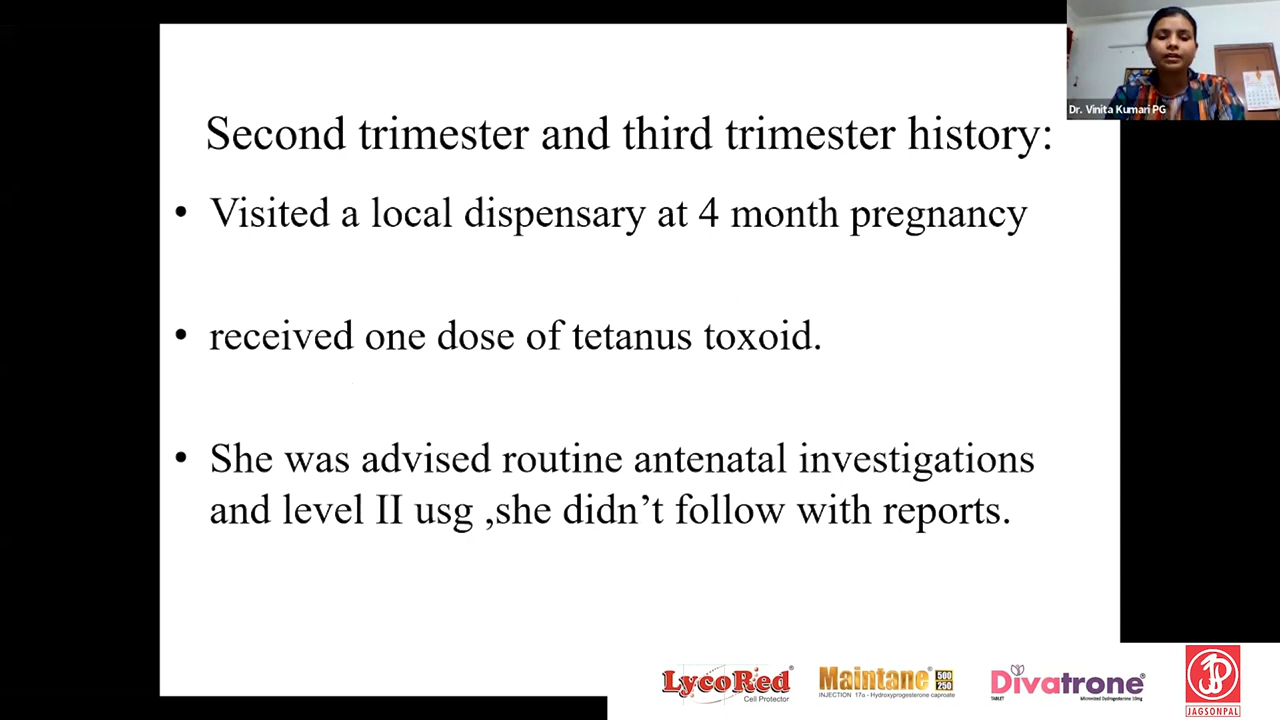 Dr. Vinita Kumari PG
Second trimester and third trimester history:
• Visited a local dispensary at 4 month pregnancy
• received one dose of tetanus toxoid.
• She was advised routine antenatal investigations
and level II usg ,she didn’t follow with reports.
LycoRed®
Cell Protector
Maintane® 500 250
INJECTION 17α - Hydroxyprogesterone caproate
Divatrone®
TABLET Micronized Dydrogesterone 10mg
JAGSONPAL